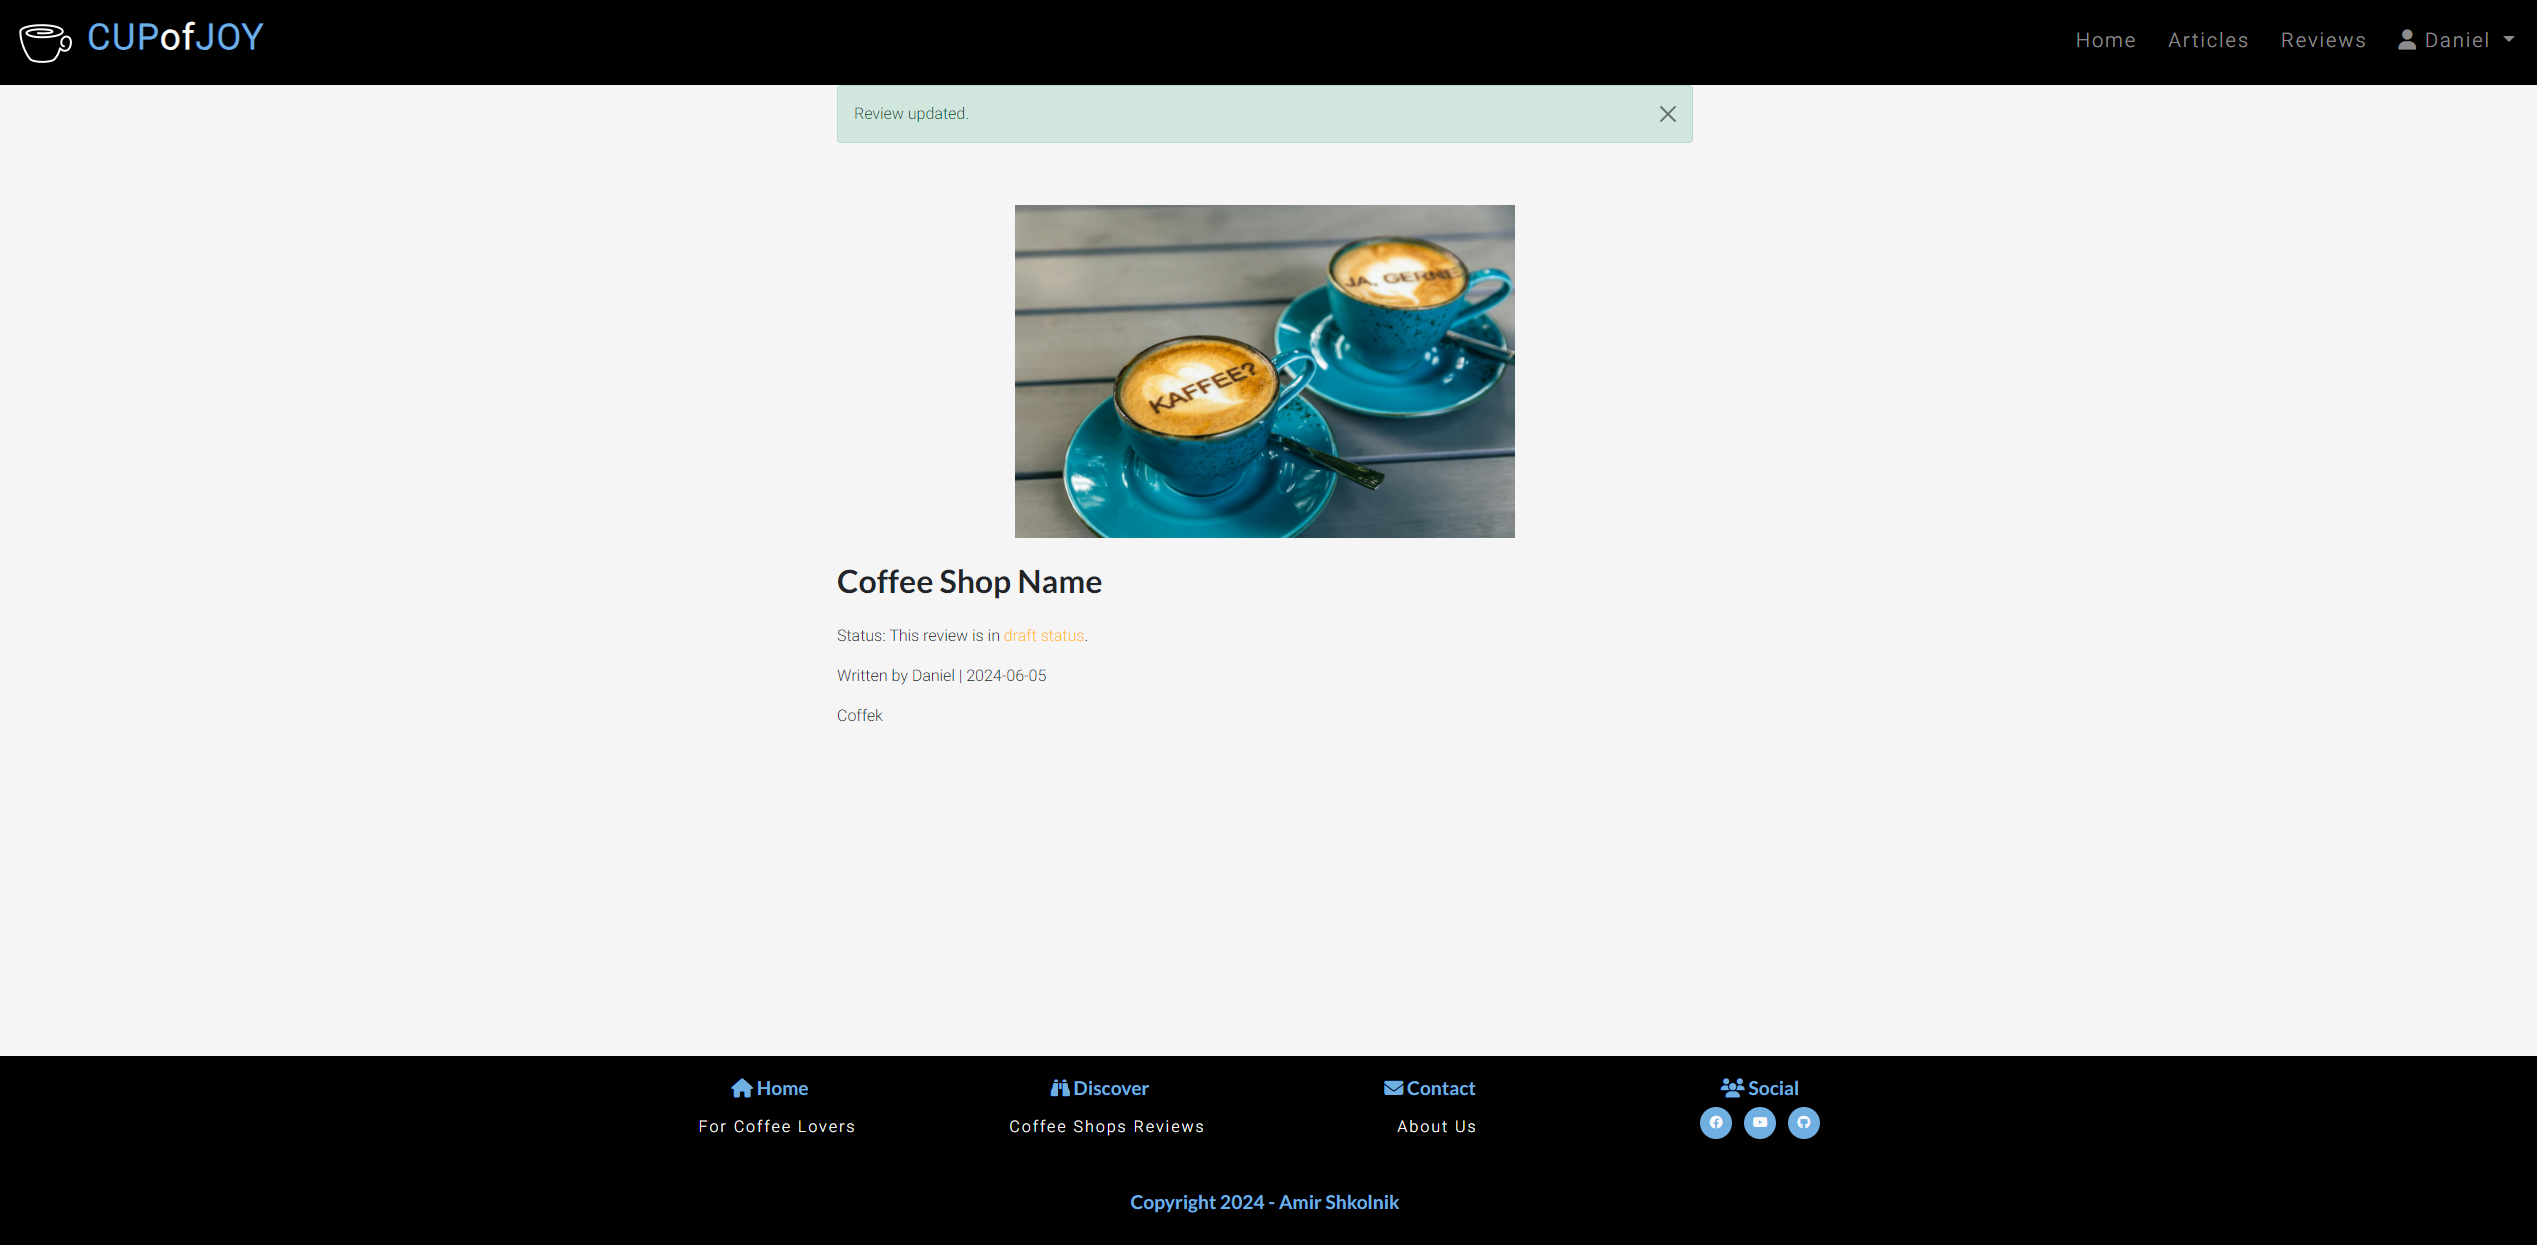 CUPofJOY
Home Articles Reviews Daniel
Review updated.
JA, GERNE
KAFFEE?
Coffee Shop Name
Status: This review is in draft status.
Written by Daniel | 2024-06-05
Coffek
Home Discover Contact Social
For Coffee Lovers Coffee Shops Reviews About Us
Copyright 2024 - Amir Shkolnik